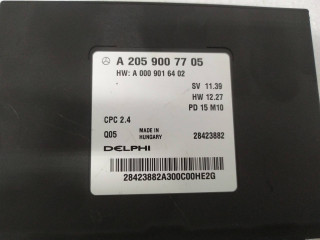 A 205 900 77 05
HW: A 000 901 64 02
SV 11.39
HW 12.27
PD 15 M10
CPC 2.4
Q05 MADE IN HUNGARY 28423882
DELPHI
28423882A300C00HE2G